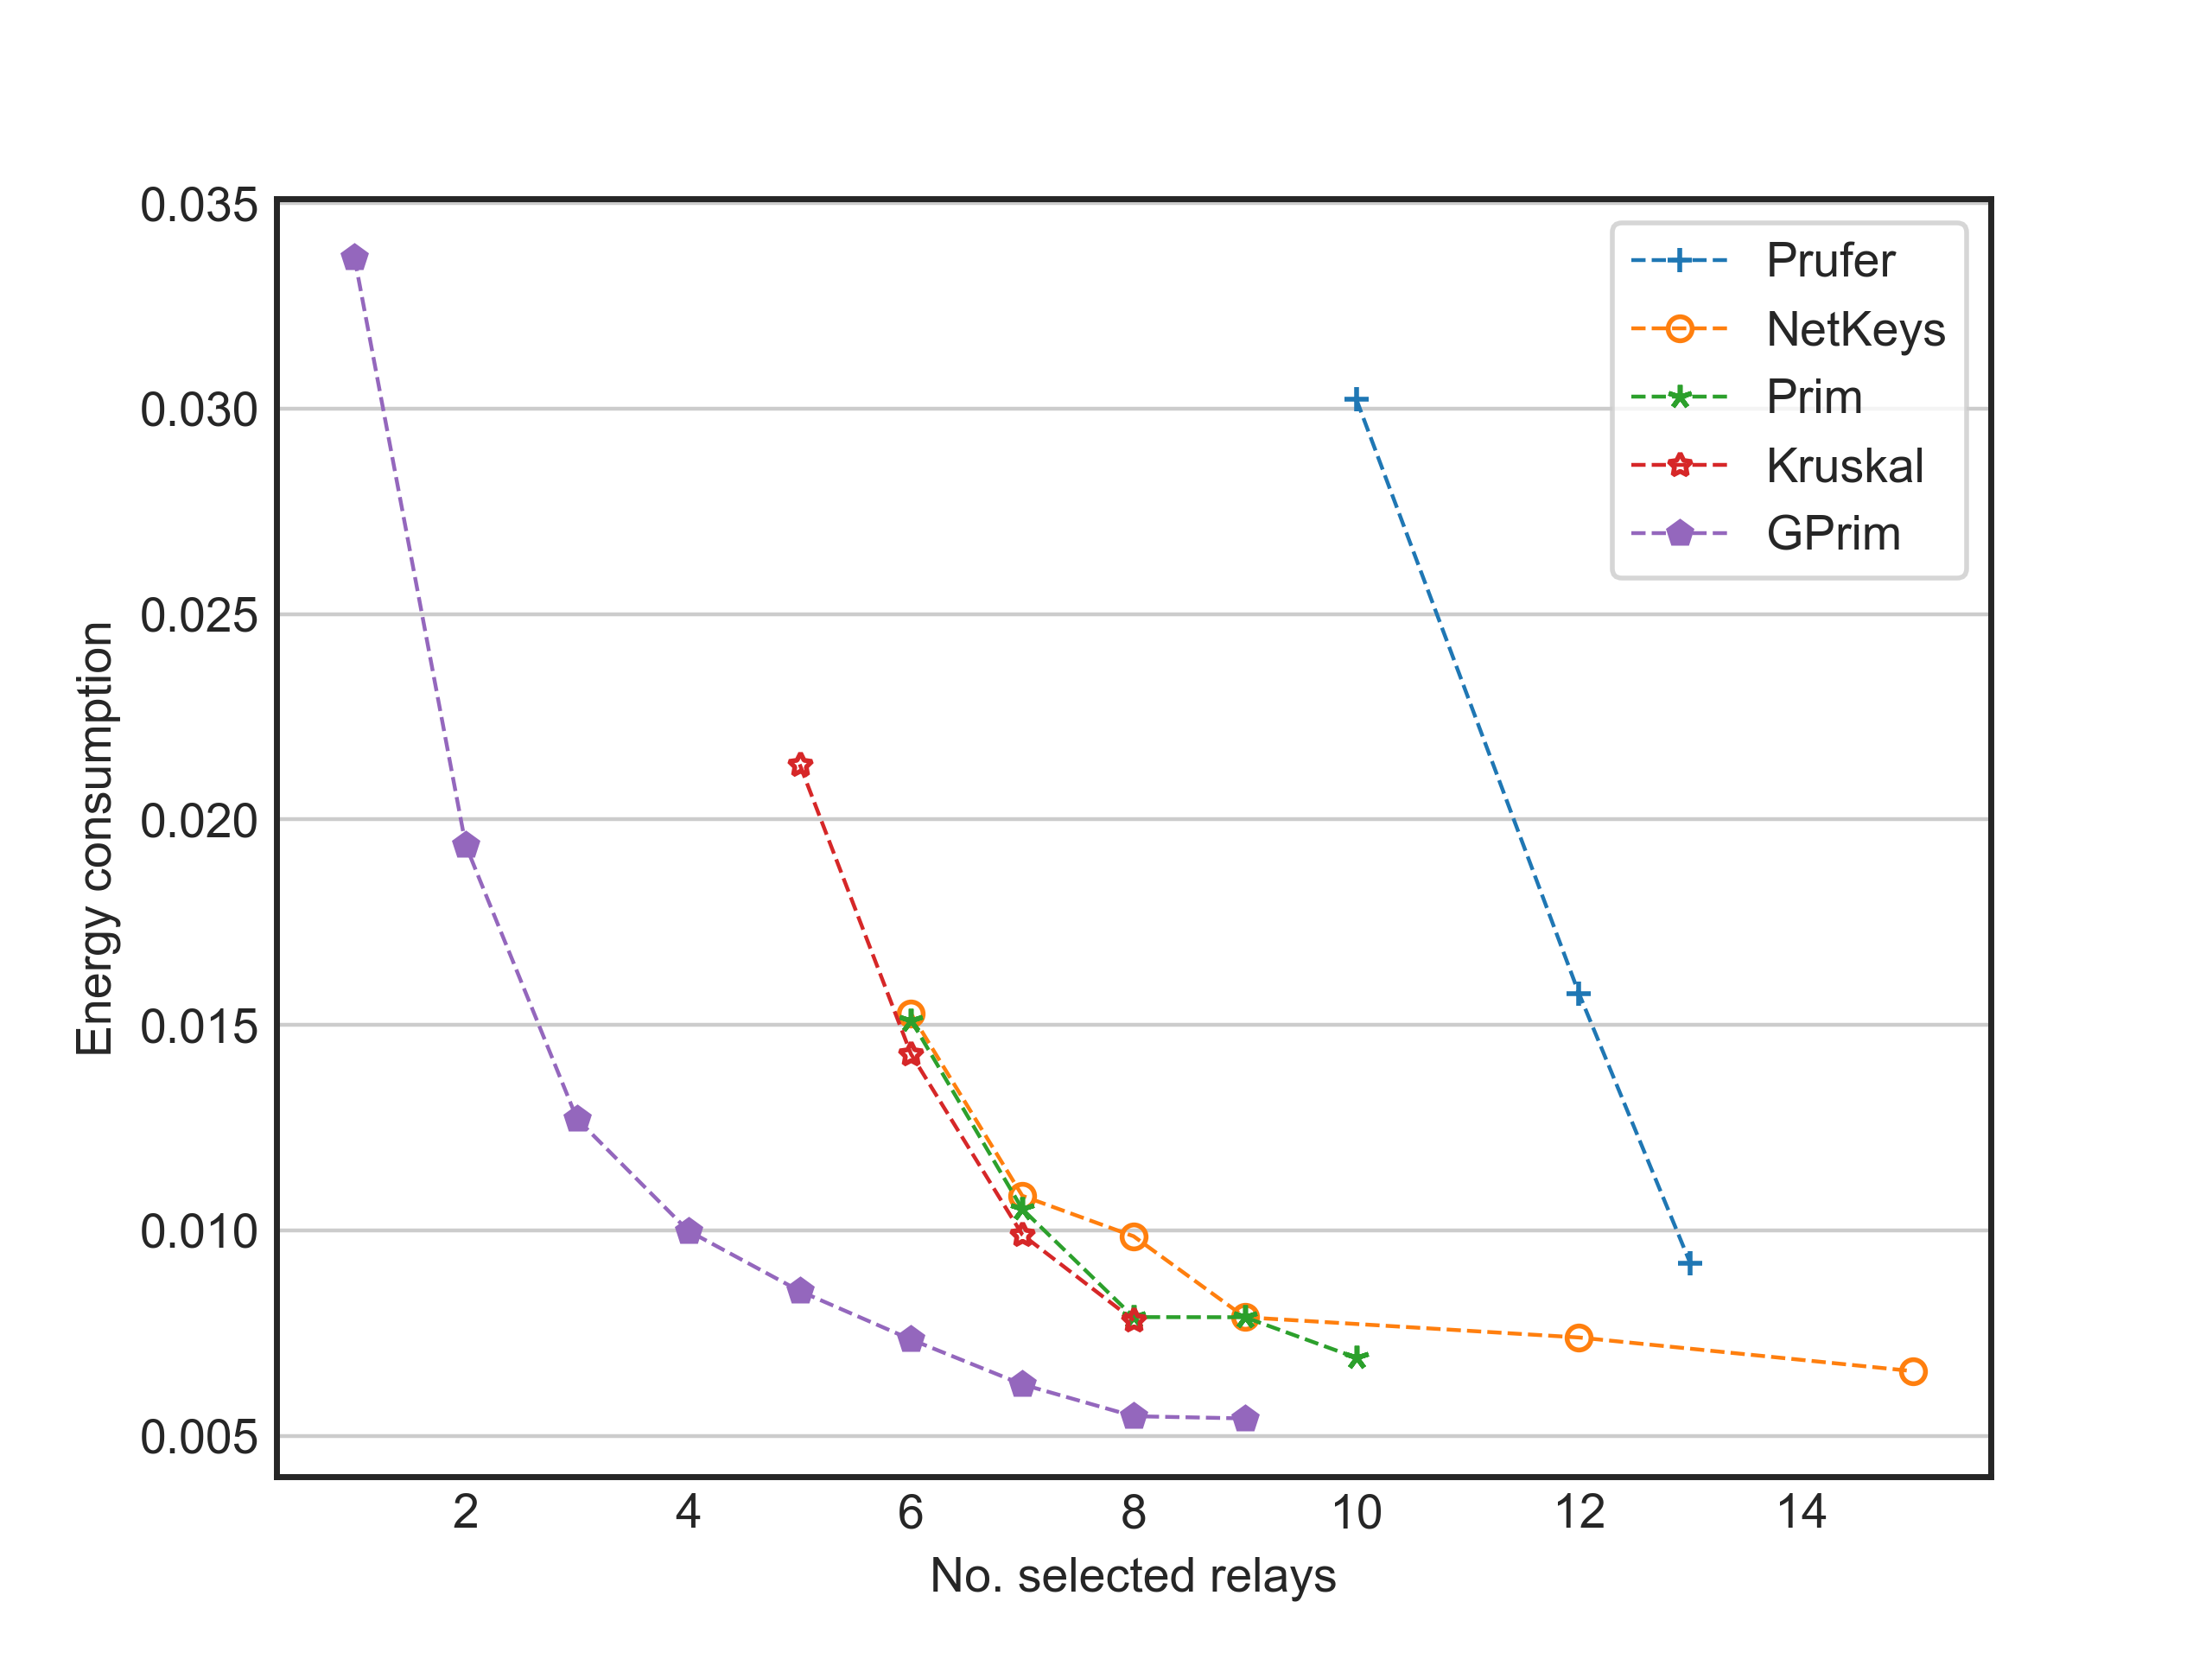 0.035
0.030
0.025
0.020
0.015
0.010
0.005
Energy consumption
2 4 6 8 10 12 14
No. selected relays
Prufer
NetKeys
Prim
Kruskal
GPrim